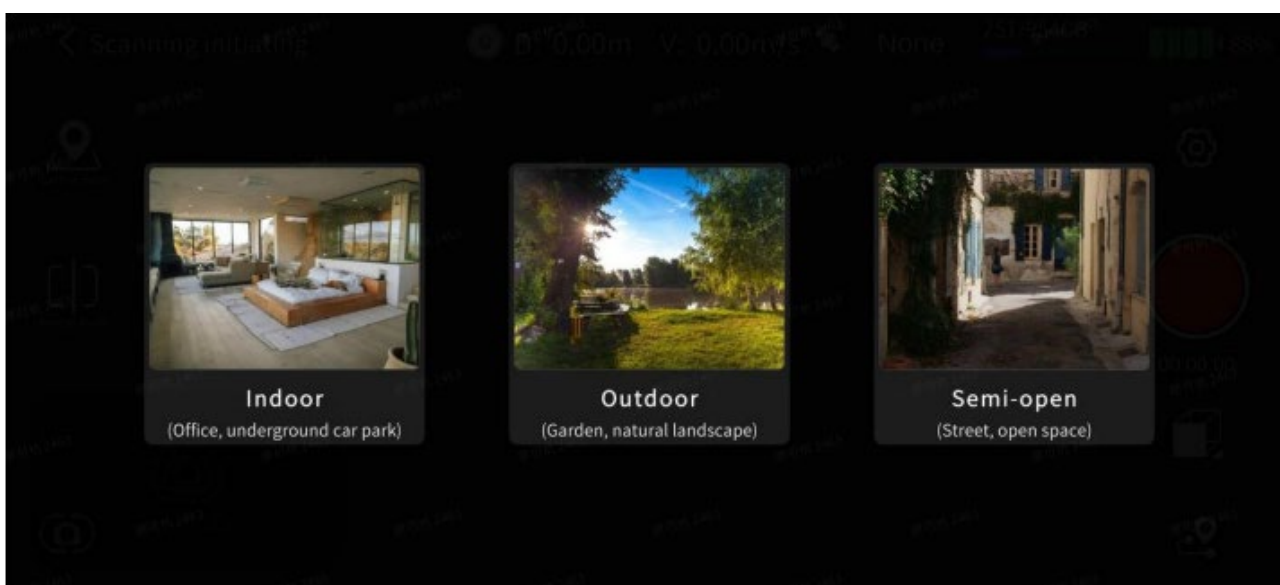 Scanning initiating
D: 0.00m V: 0.00m/s
None
Indoor
(Office, underground car park)
Outdoor
(Garden, natural landscape)
Semi-open
(Street, open space)